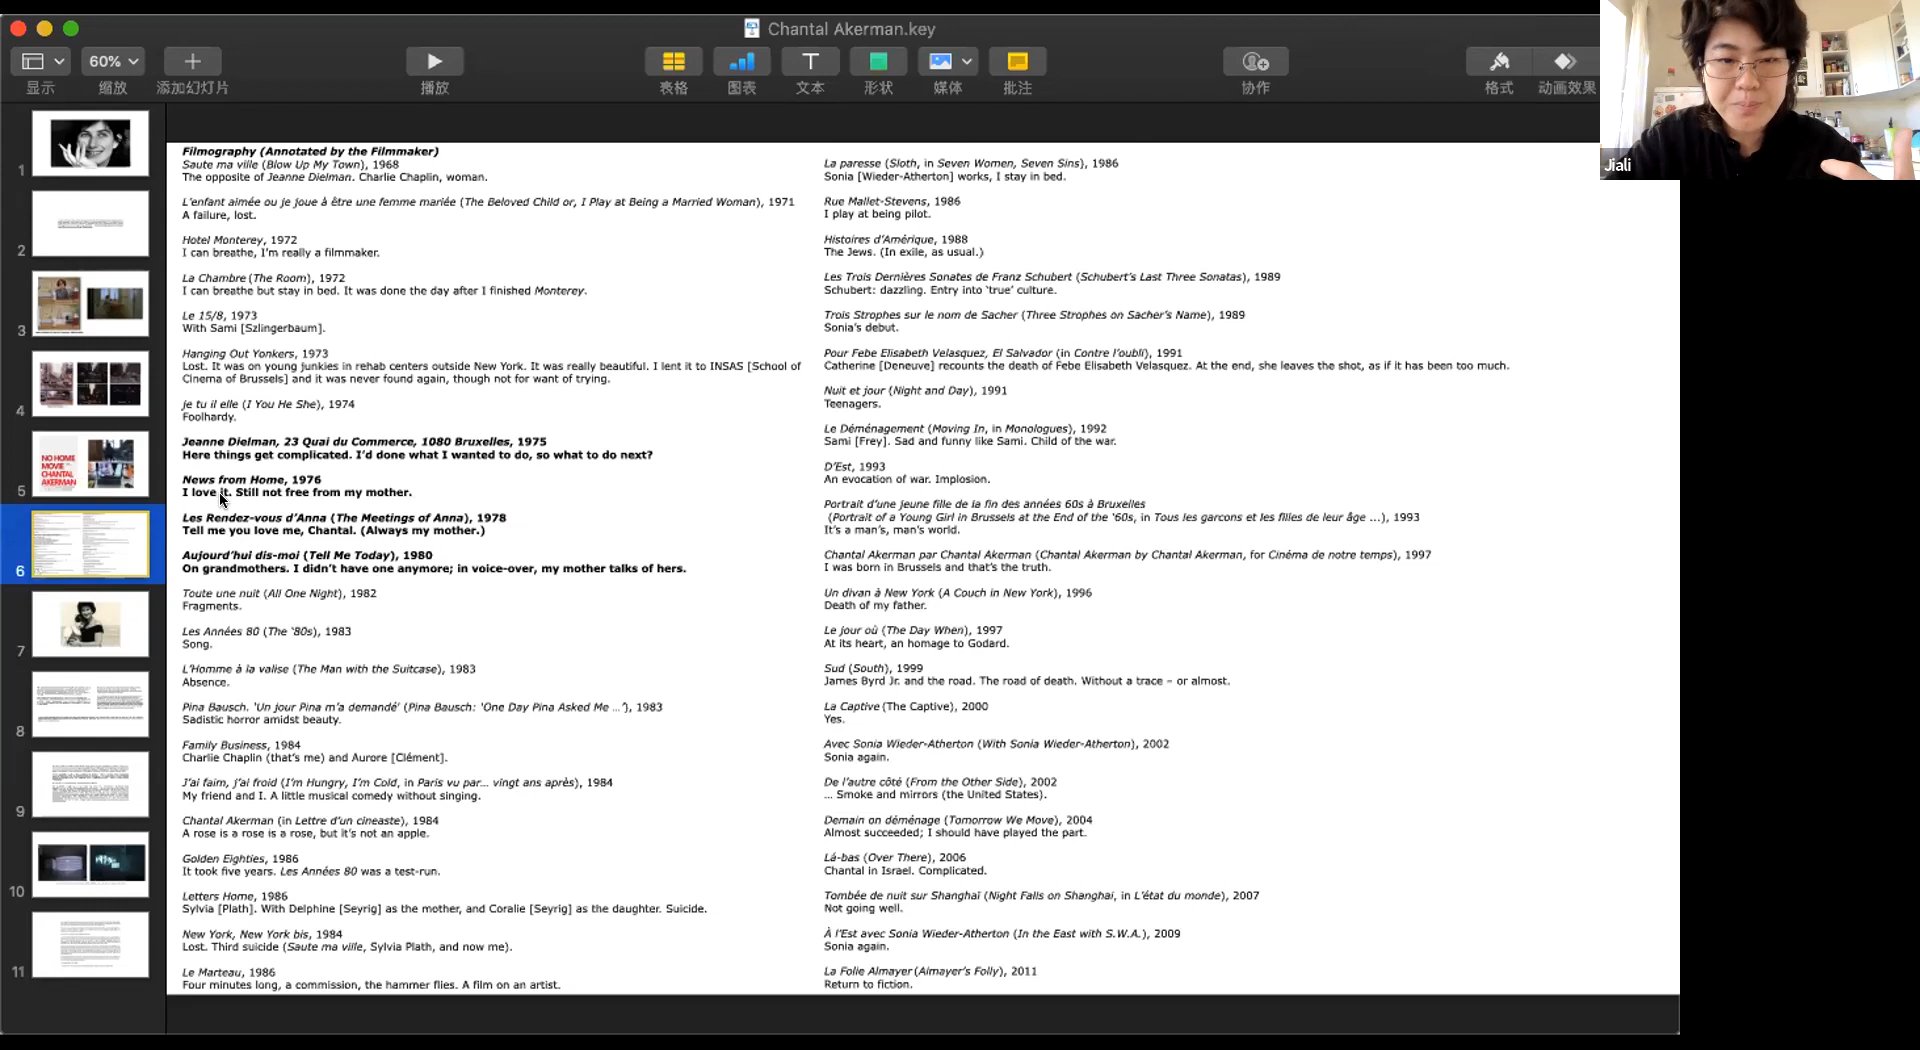 Chantal Akerman.key
60%
显示
缩放
添加幻灯片
播放
表格
图表
文本
形状
媒体
批注
协作
格式
动画效果
Jiali
1
2
3
4
5
NO HOME
MOVIE
CHANTAL
AKERMAN
6
7
8
9
10
11
Filmography (Annotated by the Filmmaker)
Saute ma ville (Blow Up My Town), 1968
The opposite of Jeanne Dielman. Charlie Chaplin, woman.
L’enfant aimée ou je joue à être une femme mariée (The Beloved Child or, I Play at Being a Married Woman), 1971
A failure, lost.
Hotel Monterey, 1972
I can breathe, I’m really a filmmaker.
La Chambre (The Room), 1972
I can breathe but stay in bed. It was done the day after I finished Monterey.
Le 15/8, 1973
With Sami [Szlingerbaum].
Hanging Out Yonkers, 1973
Lost. It was on young junkies in rehab centers outside New York. It was really beautiful. I lent it to INSAS [School of
Cinema of Brussels] and it was never found again, though not for want of trying.
je tu il elle (I You He She), 1974
Foolhardy.
Jeanne Dielman, 23 Quai du Commerce, 1080 Bruxelles, 1975
Here things get complicated. I’d done what I wanted to do, so what to do next?
News from Home, 1976
I love it. Still not free from my mother.
Les Rendez-vous d’Anna (The Meetings of Anna), 1978
Tell me you love me, Chantal. (Always my mother.)
Aujourd’hui dis-moi (Tell Me Today), 1980
On grandmothers. I didn’t have one anymore; in voice-over, my mother talks of hers.
Toute une nuit (All One Night), 1982
Fragments.
Les Années 80 (The ‘80s), 1983
Song.
L’Homme à la valise (The Man with the Suitcase), 1983
Absence.
Pina Bausch. ‘Un jour Pina m’a demandé’ (Pina Bausch: ‘One Day Pina Asked Me …’), 1983
Sadistic horror amidst beauty.
Family Business, 1984
Charlie Chaplin (that’s me) and Aurore [Clément].
J’ai faim, j’ai froid (I’m Hungry, I’m Cold, in Paris vu par… vingt ans après), 1984
My friend and I. A little musical comedy without singing.
Chantal Akerman (in Lettre d’un cineaste), 1984
A rose is a rose is a rose, but it’s not an apple.
Golden Eighties, 1986
It took five years. Les Années 80 was a test-run.
Letters Home, 1986
Sylvia [Plath]. With Delphine [Seyrig] as the mother, and Coralie [Seyrig] as the daughter. Suicide.
New York, New York bis, 1984
Lost. Third suicide (Saute ma ville, Sylvia Plath, and now me).
Le Marteau, 1986
Four minutes long, a commission, the hammer flies. A film on an artist.
La paresse (Sloth, in Seven Women, Seven Sins), 1986
Sonia [Wieder-Atherton] works, I stay in bed.
Rue Mallet-Stevens, 1986
I play at being pilot.
Histoires d’Amérique, 1988
The Jews. (In exile, as usual.)
Les Trois Dernières Sonates de Franz Schubert (Schubert’s Last Three Sonatas), 1989
Schubert: dazzling. Entry into ‘true’ culture.
Trois Strophes sur le nom de Sacher (Three Strophes on Sacher’s Name), 1989
Sonia’s debut.
Pour Febe Elisabeth Velasquez, El Salvador (in Contre l’oubli), 1991
Catherine [Deneuve] recounts the death of Febe Elisabeth Velasquez. At the end, she leaves the shot, as if it has been too much.
Nuit et jour (Night and Day), 1991
Teenagers.
Le Déménagement (Moving In, in Monologues), 1992
Sami [Frey]. Sad and funny like Sami. Child of the war.
D’Est, 1993
An evocation of war. Implosion.
Portrait d’une jeune fille de la fin des années 60s à Bruxelles
(Portrait of a Young Girl in Brussels at the End of the ‘60s, in Tous les garcons et les filles de leur âge ...), 1993
It’s a man’s, man’s world.
Chantal Akerman par Chantal Akerman (Chantal Akerman by Chantal Akerman, for Cinéma de notre temps), 1997
I was born in Brussels and that’s the truth.
Un divan à New York (A Couch in New York), 1996
Death of my father.
Le jour où (The Day When), 1997
At its heart, an homage to Godard.
Sud (South), 1999
James Byrd Jr. and the road. The road of death. Without a trace – or almost.
La Captive (The Captive), 2000
Yes.
Avec Sonia Wieder-Atherton (With Sonia Wieder-Atherton), 2002
Sonia again.
De l’autre côté (From the Other Side), 2002
… Smoke and mirrors (the United States).
Demain on déménage (Tomorrow We Move), 2004
Almost succeeded; I should have played the part.
Lá-bas (Over There), 2006
Chantal in Israel. Complicated.
Tombée de nuit sur Shanghaï (Night Falls on Shanghai, in L’état du monde), 2007
Not going well.
À l’Est avec Sonia Wieder-Atherton (In the East with S.W.A.), 2009
Sonia again.
La Folie Almayer (Almayer’s Folly), 2011
Return to fiction.